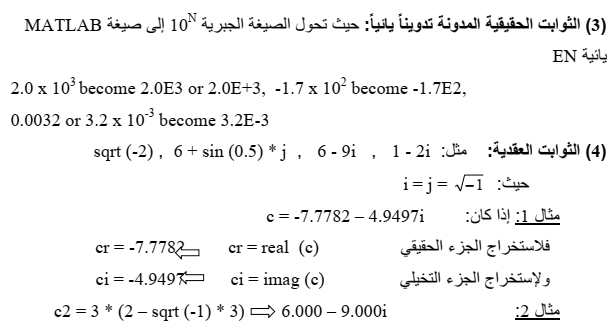 (3) الثوابت الحقيقية المدونة تدويناً يائياً: حيث تحول الصيغة الجبرية 10^N إلى صيغة MATLAB
يائية EN
2.0 x 10^3 become 2.0E3 or 2.0E+3, -1.7 x 10^2 become -1.7E2,
0.0032 or 3.2 x 10^-3 become 3.2E-3
(4) الثوابت العقدية: مثل: 1 - 2i , 6 - 9i , 6 + sin (0.5) * j , sqrt (-2)
حيث: i = j = √-1
مثال 1: إذا كان: c = -7.7782 – 4.9497i
فلاستخراج الجزء الحقيقي cr = real (c) ⇦ cr = -7.7782
ولإستخراج الجزء التخيلي ci = imag (c) ⇦ ci = -4.9497
مثال 2: c2 = 3 * (2 – sqrt (-1) * 3) ⇨ 6.000 – 9.000i